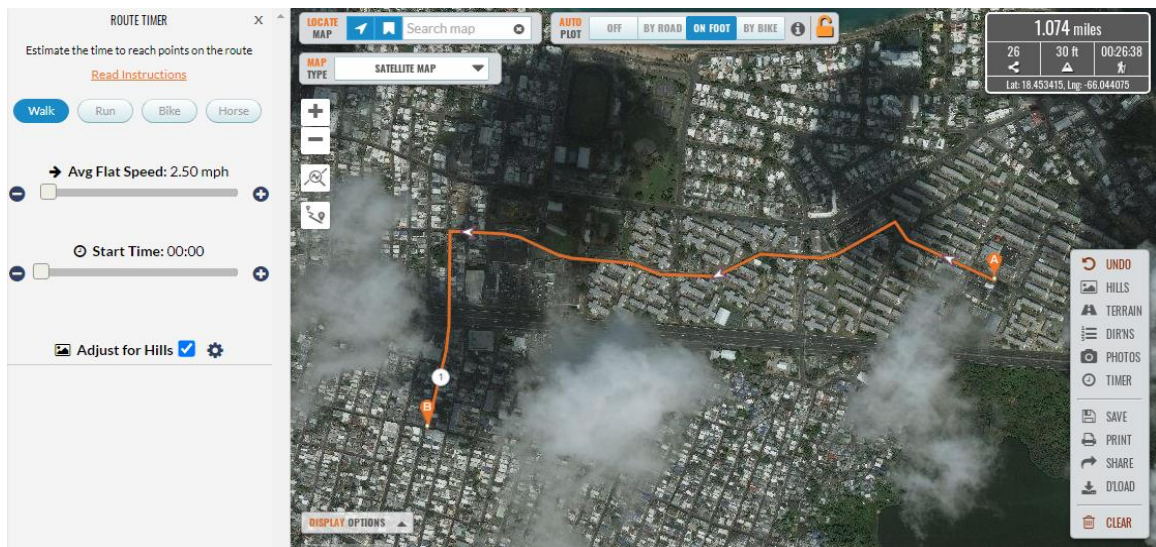 ROUTE TIMER X
Estimate the time to reach points on the route
Read Instructions
Walk Run Bike Horse
Avg Flat Speed: 2.50 mph
Start Time: 00:00
Adjust for Hills
LOCATE MAP
Search map
AUTO PLOT
OFF BY ROAD ON FOOT BY BIKE
MAP TYPE
SATELLITE MAP
1.074 miles
26 30 ft 00:26:38
Lat: 18.453415, Lng: -66.044075
A
1
B
UNDO
HILLS
TERRAIN
DIR'NS
PHOTOS
TIMER
SAVE
PRINT
SHARE
D'LOAD
CLEAR
DISPLAY OPTIONS